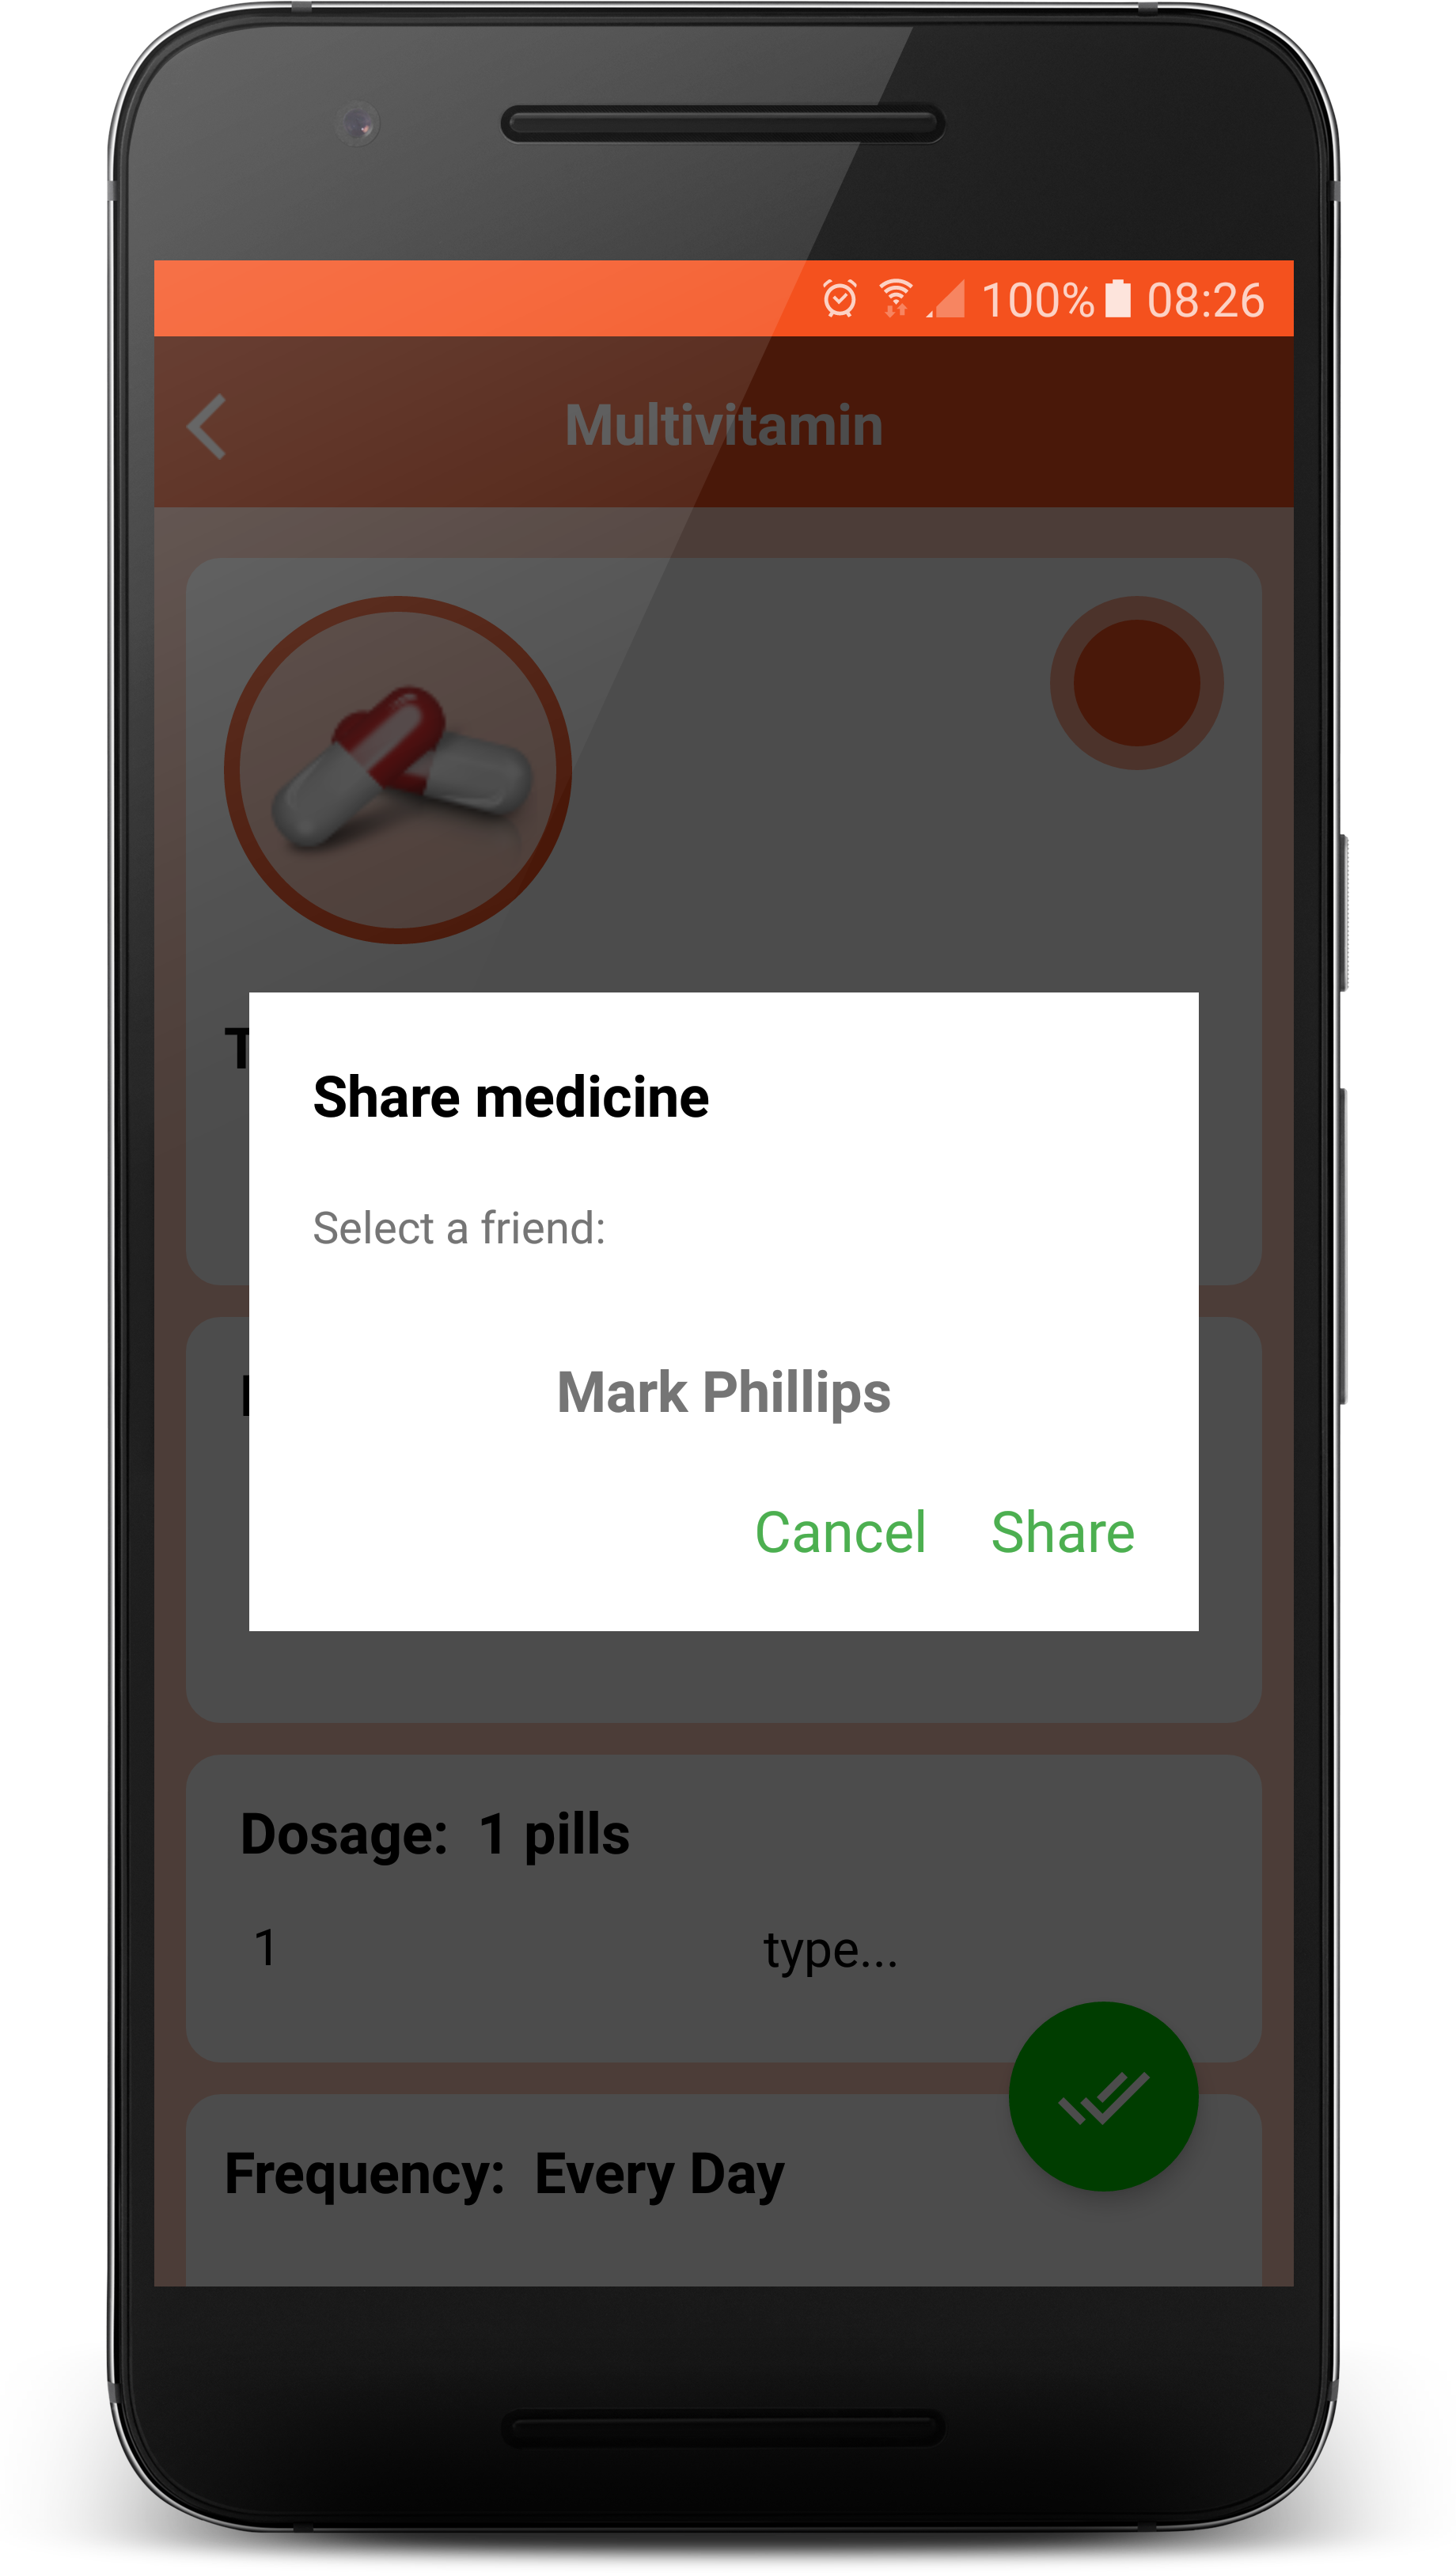 100% 08:26
Multivitamin
Share medicine
Select a friend:
Mark Phillips
Cancel Share
Dosage: 1 pills
1 type...
Frequency: Every Day